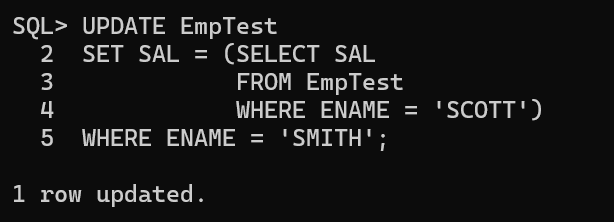 SQL> UPDATE EmpTest
  2  SET SAL = (SELECT SAL
  3             FROM EmpTest
  4             WHERE ENAME = 'SCOTT')
  5  WHERE ENAME = 'SMITH';
1 row updated.